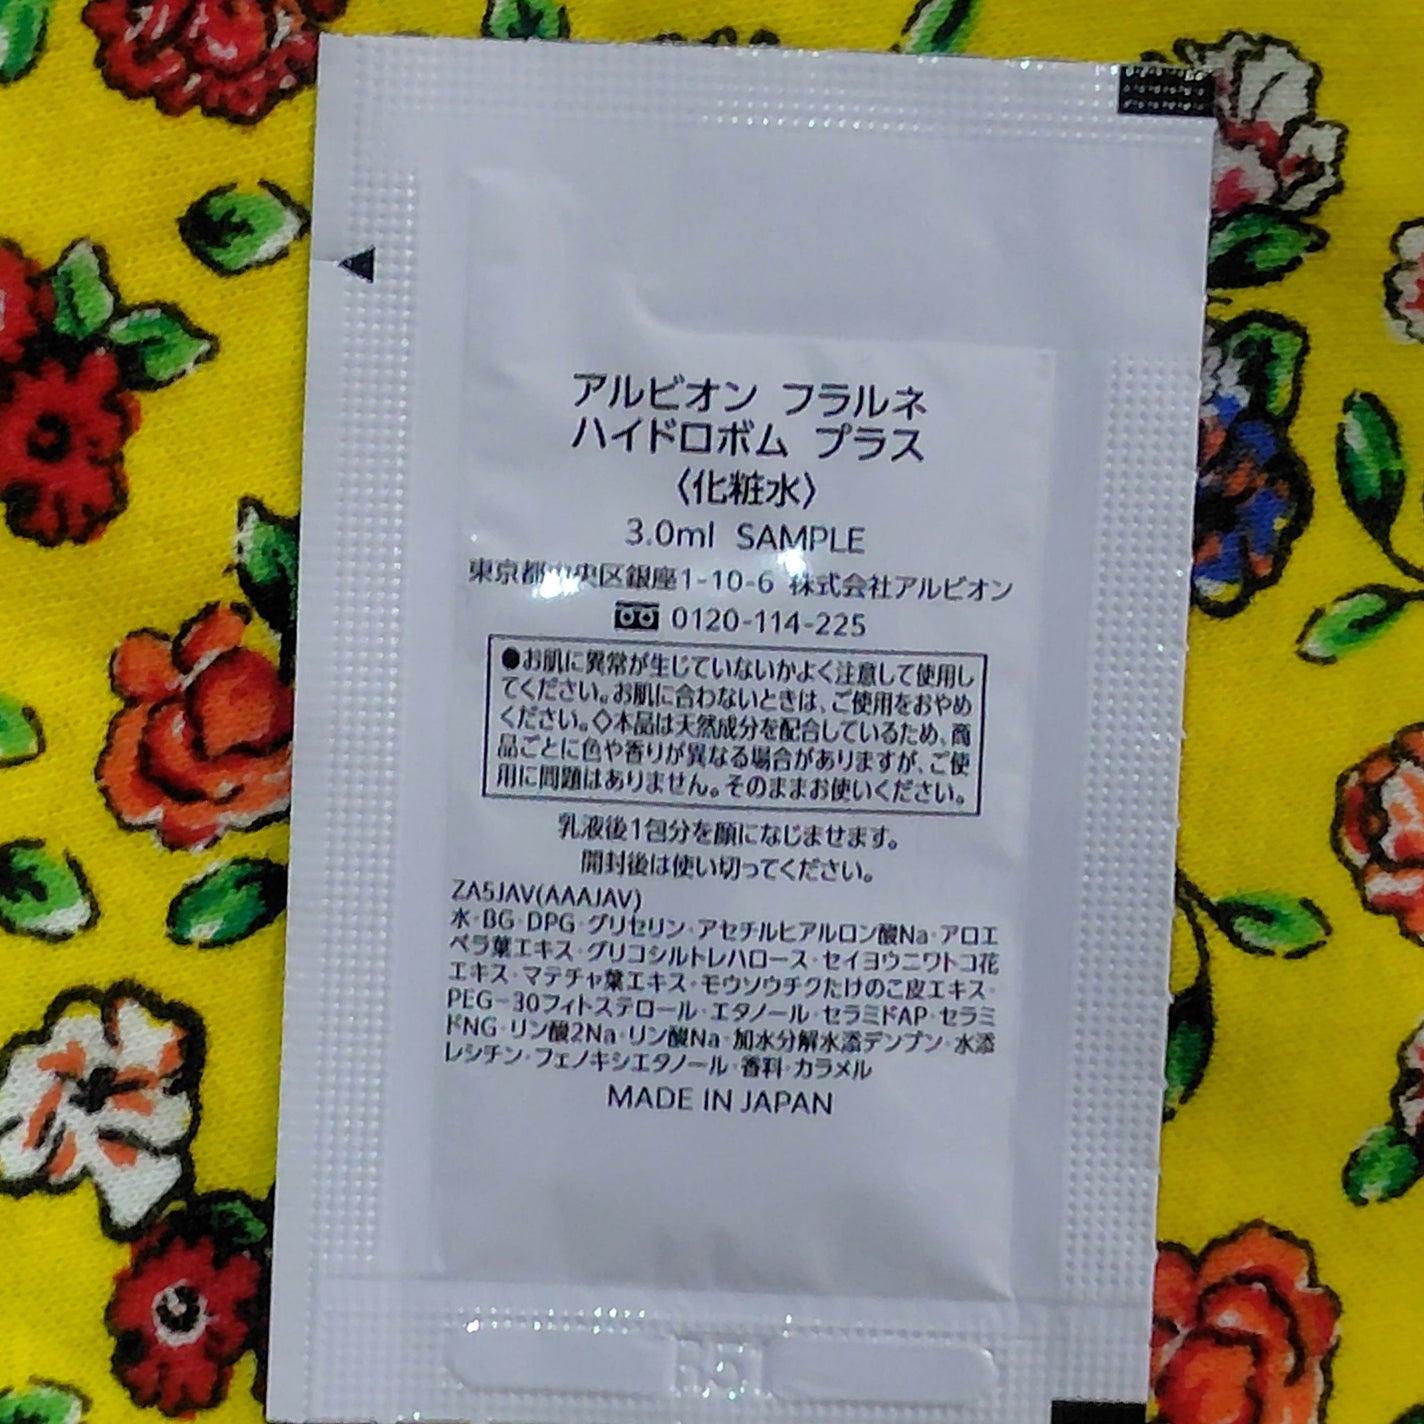 アルビオン フラルネ
ハイドロボム プラス
〈化粧水〉
3.0ml SAMPLE
東京都中央区銀座1-10-6 株式会社アルビオン
0120-114-225
●お肌に異常が生じていないかよく注意して使用し
てください。お肌に合わないときは、ご使用をおやめ
ください。◇本品は天然成分を配合しているため、商
品ごとに色や香りが異なる場合がありますが、ご使
用に問題はありません。そのままお使いください。
乳液後1包分を顔になじませます。
開封後は使い切ってください。
ZA5JAV(AAAJAV)
水・BG・DPG・グリセリン・アセチルヒアルロン酸Na・アロエ
ベラ葉エキス・グリコシルトレハロース・セイヨウニワトコ花
エキス・マテチャ葉エキス・モウソウチクたけのこ皮エキス・
PEG-30フィトステロール・エタノール・セラミドAP・セラミ
ドNG・リン酸2Na・リン酸Na・加水分解水添デンプン・水添
レシチン・フェノキシエタノール・香料・カラメル
MADE IN JAPAN